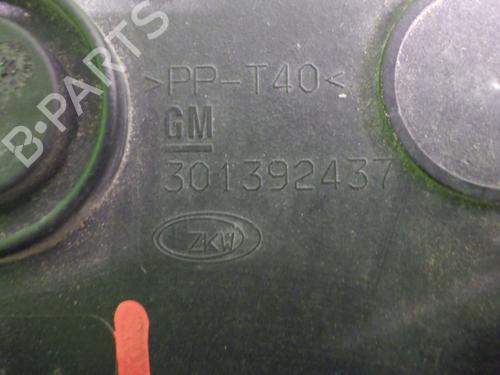 >PP-T40<
GM
301392437
ZKW
B-PARTS